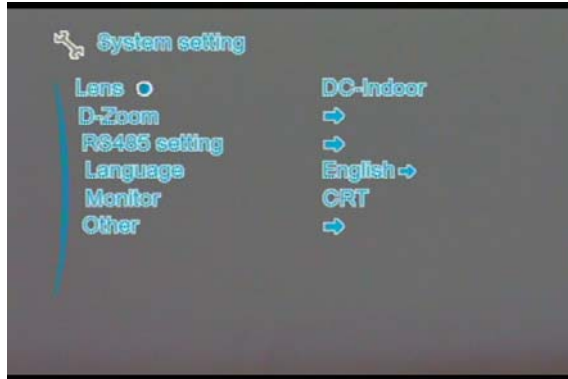 System setting
Lens DC-Indoor
D-Zoom
RS485 setting
Language English
Monitor CRT
Other